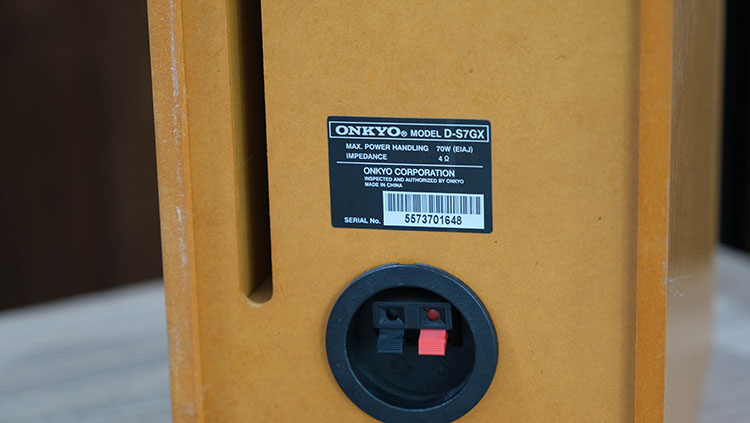 ONKYO® MODEL D-S7GX
MAX. POWER HANDLING 70W (EIAJ)
IMPEDANCE 4 Ω
ONKYO CORPORATION
INSPECTED AND AUTHORIZED BY ONKYO
MADE IN CHINA
SERIAL No. 5573701648